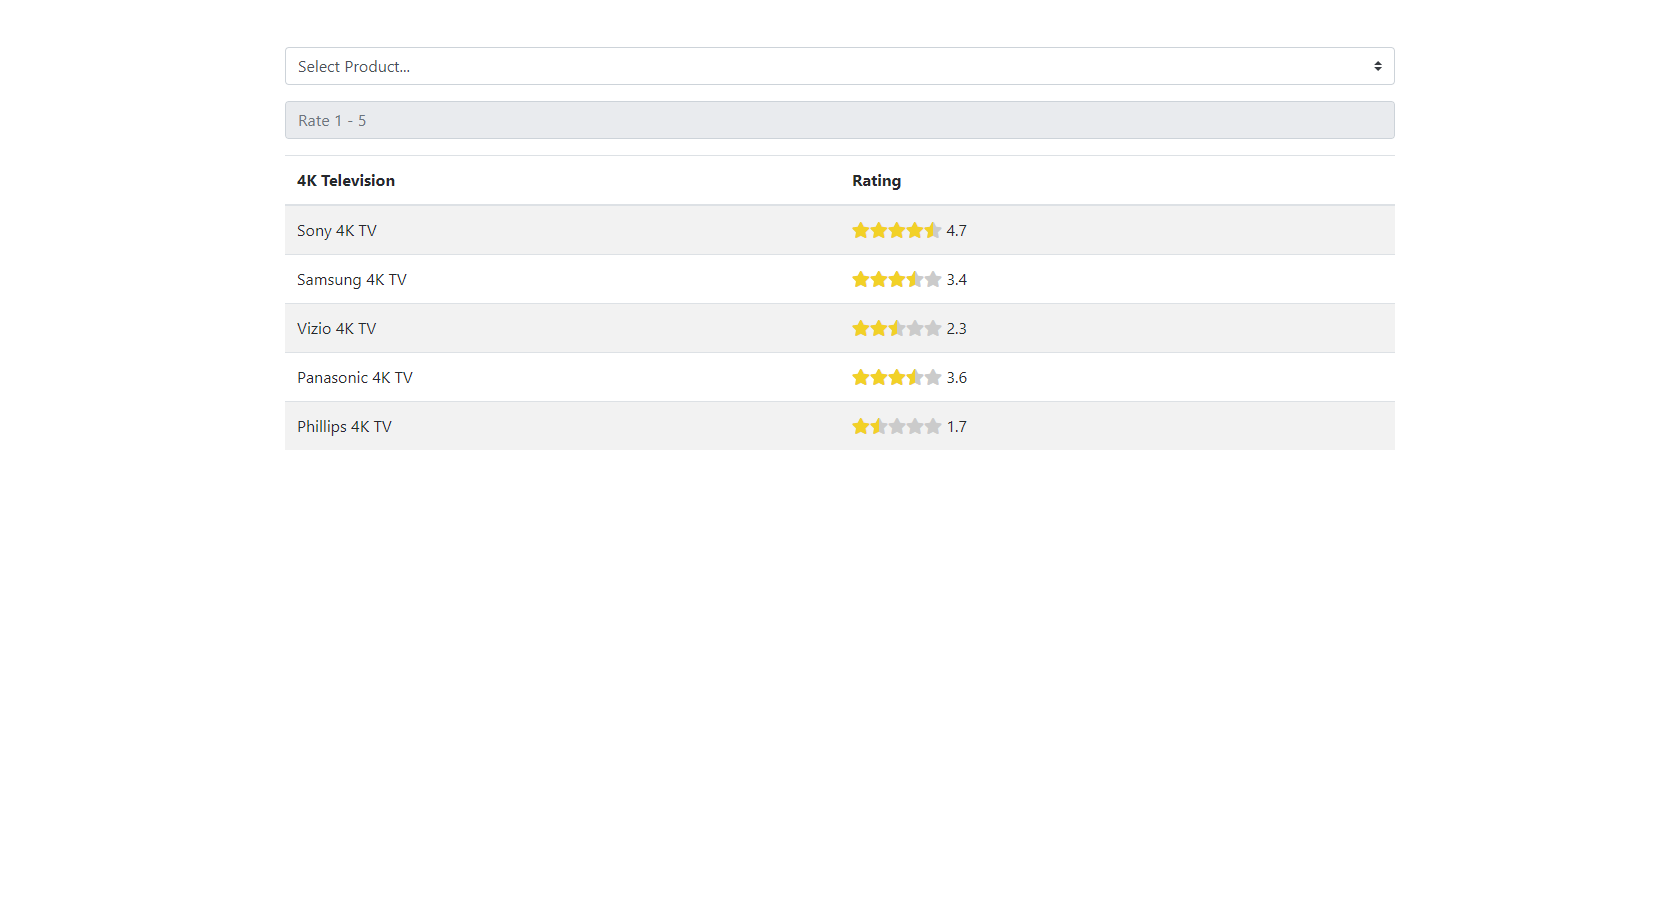 Select Product...
Rate 1 - 5
4K Television Rating
Sony 4K TV 4.7
Samsung 4K TV 3.4
Vizio 4K TV 2.3
Panasonic 4K TV 3.6
Phillips 4K TV 1.7